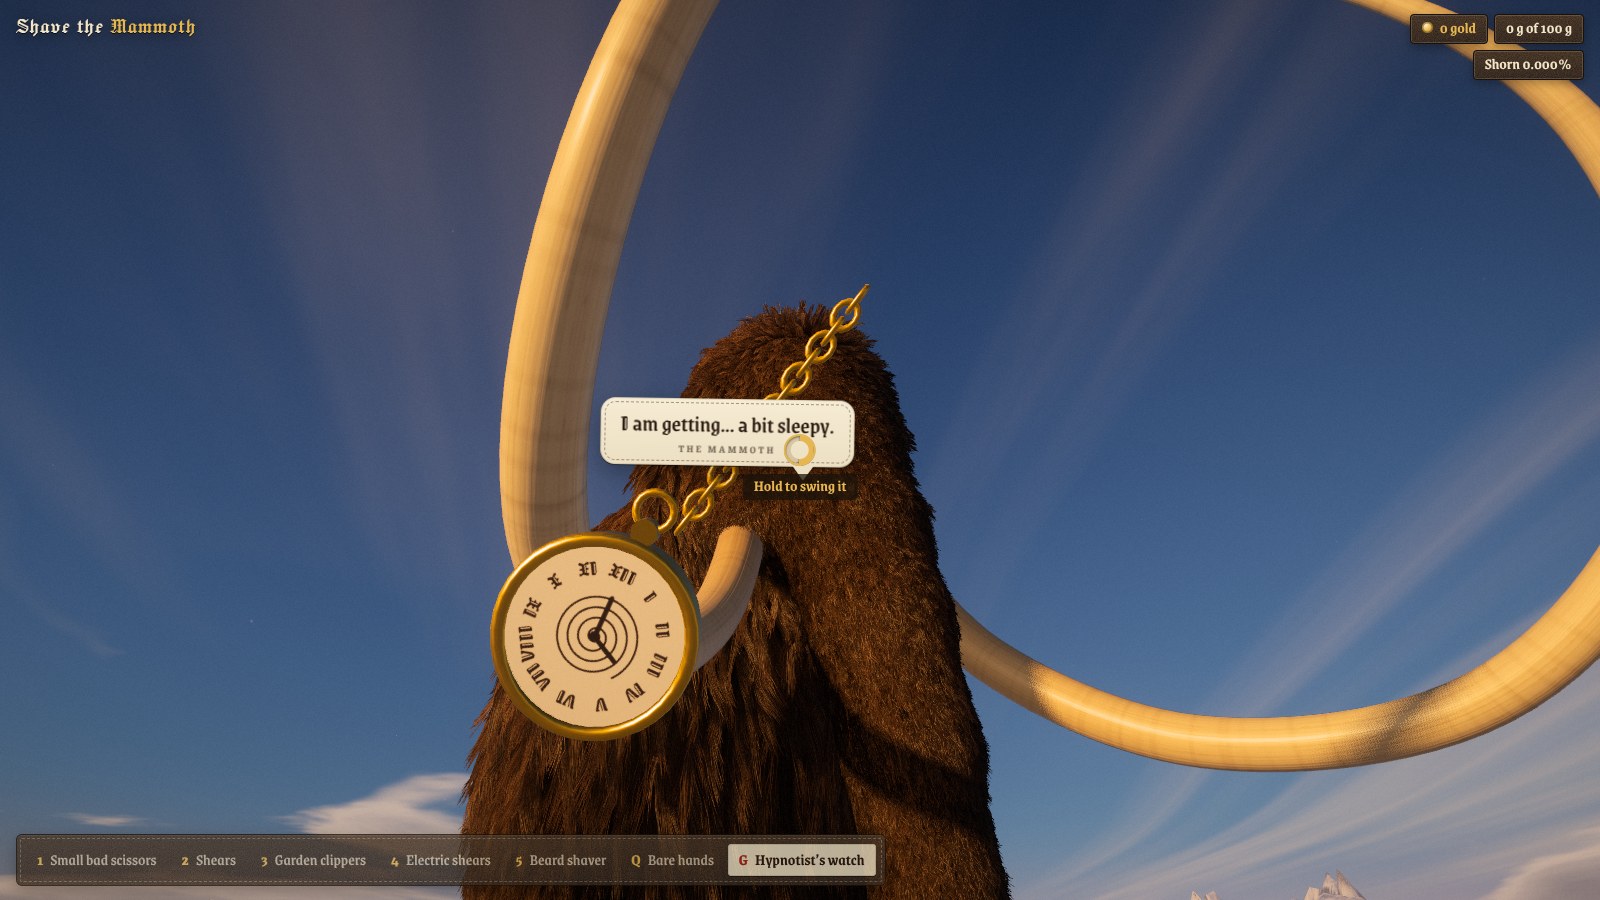 Shave the Mammoth
0 gold
0 g of 100 g
Shorn 0.000%
I am getting... a bit sleepy.
THE MAMMOTH
Hold to swing it
XI XII I II III IV V VI VII VIII IX X
1 Small bad scissors
2 Shears
3 Garden clippers
4 Electric shears
5 Beard shaver
Q Bare hands
G Hypnotist's watch